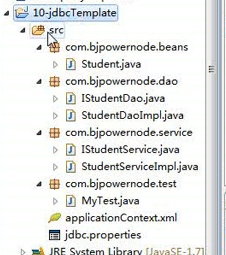 10-jdbcTemplate
src
com.bjpowernode.beans
Student.java
com.bjpowernode.dao
IStudentDao.java
StudentDaoImpl.java
com.bjpowernode.service
IStudentService.java
StudentServiceImpl.java
com.bjpowernode.test
MyTest.java
applicationContext.xml
jdbc.properties
JRE System Library [JavaSE-1.7]